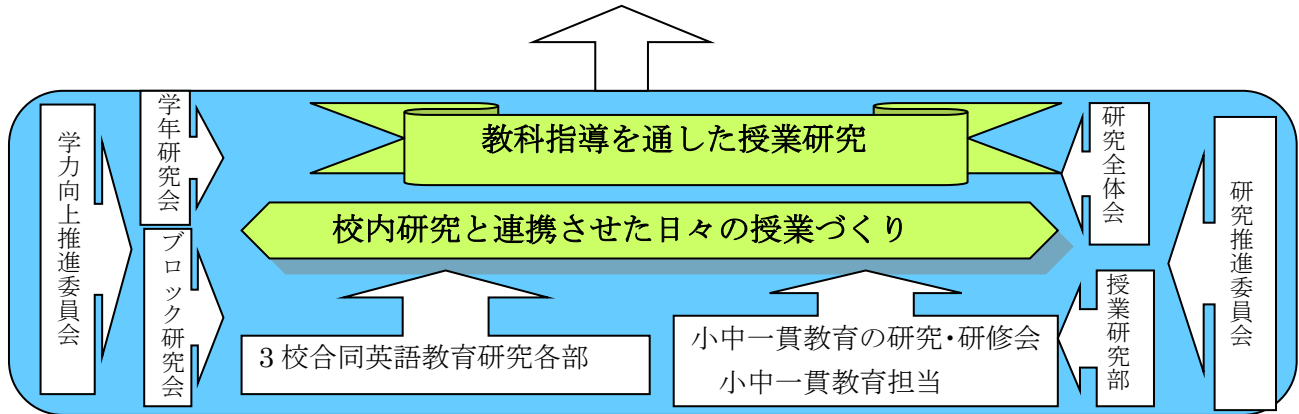 学力向上推進委員会
学年研究会
ブロック研究会
教科指導を通した授業研究
校内研究と連携させた日々の授業づくり
３校合同英語教育研究各部
小中一貫教育の研究・研修会
小中一貫教育担当
研究全体会
授業研究部
研究推進委員会